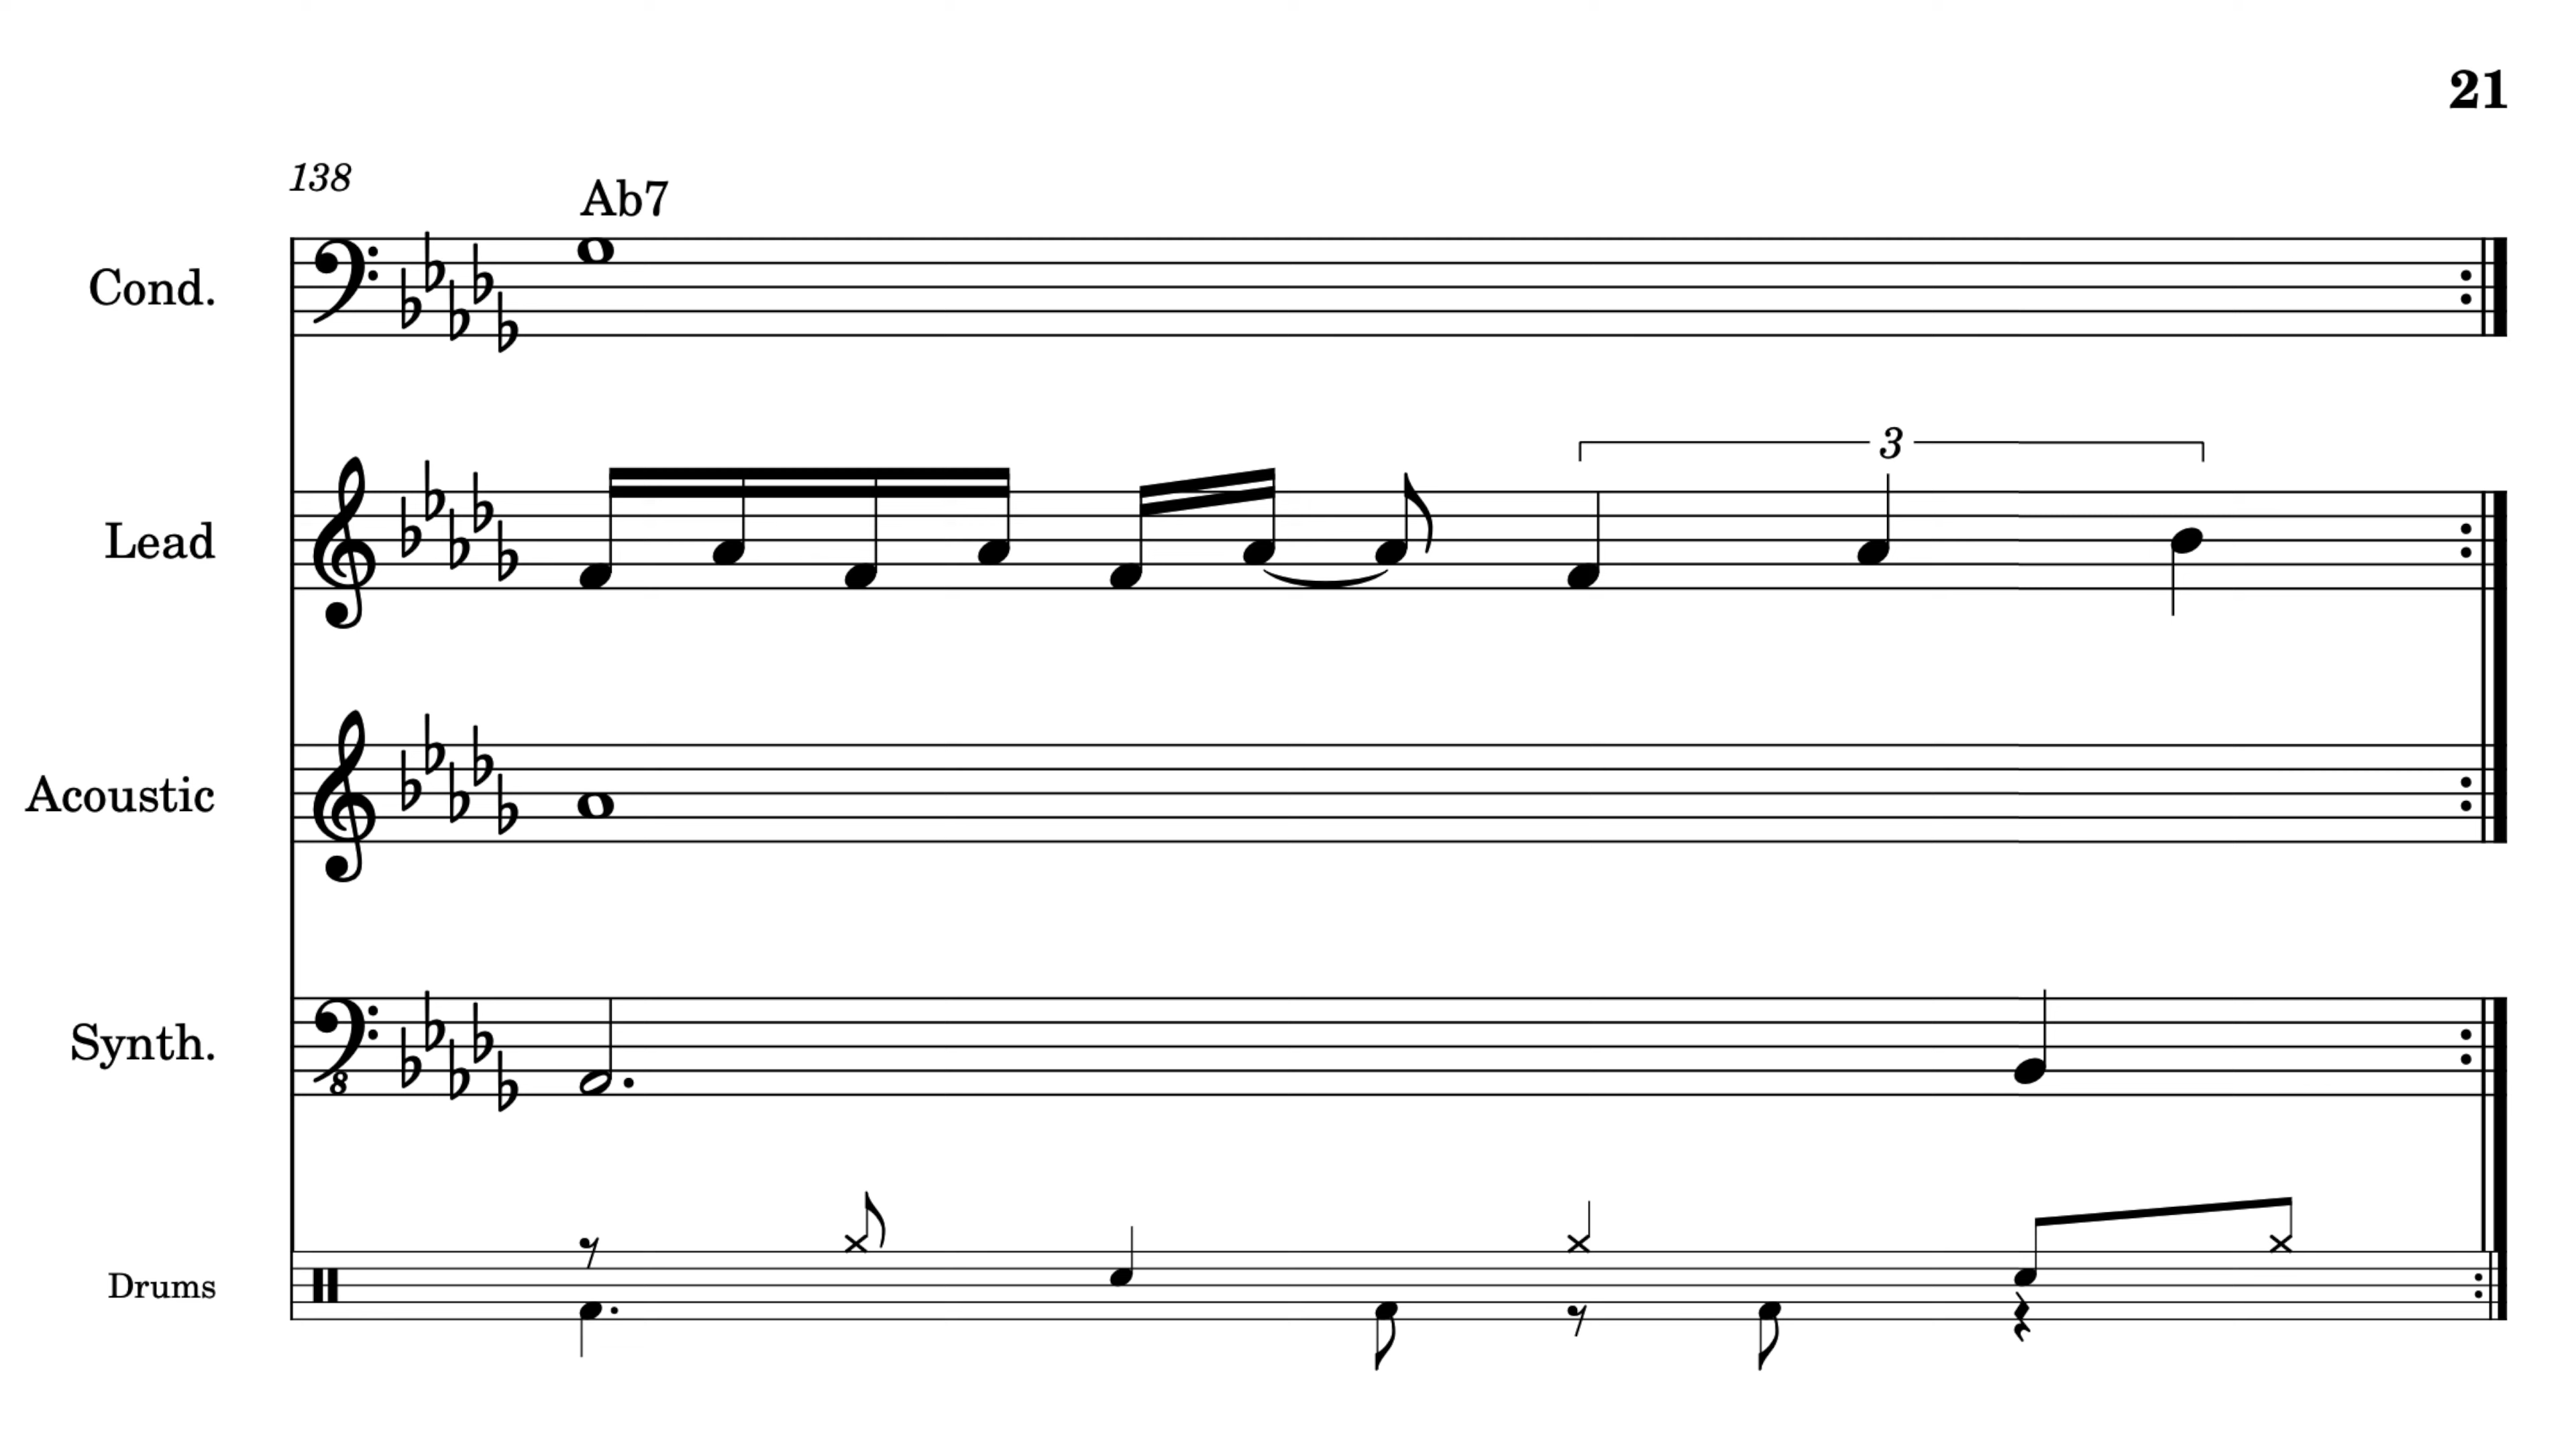 21
138
Ab7
Cond.
3
Lead
Acoustic
Synth.
8
Drums